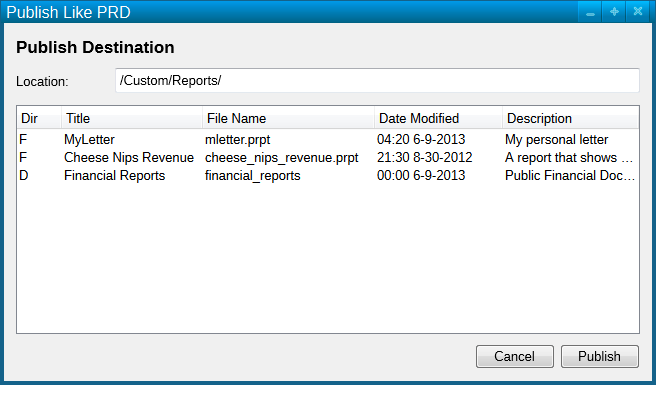 Publish Like PRD
Publish Destination
Location: /Custom/Reports/
Dir Title File Name Date Modified Description
F MyLetter mletter.prpt 04:20 6-9-2013 My personal letter
F Cheese Nips Revenue cheese_nips_revenue.prpt 21:30 8-30-2012 A report that shows ...
D Financial Reports financial_reports 00:00 6-9-2013 Public Financial Doc...
Cancel Publish